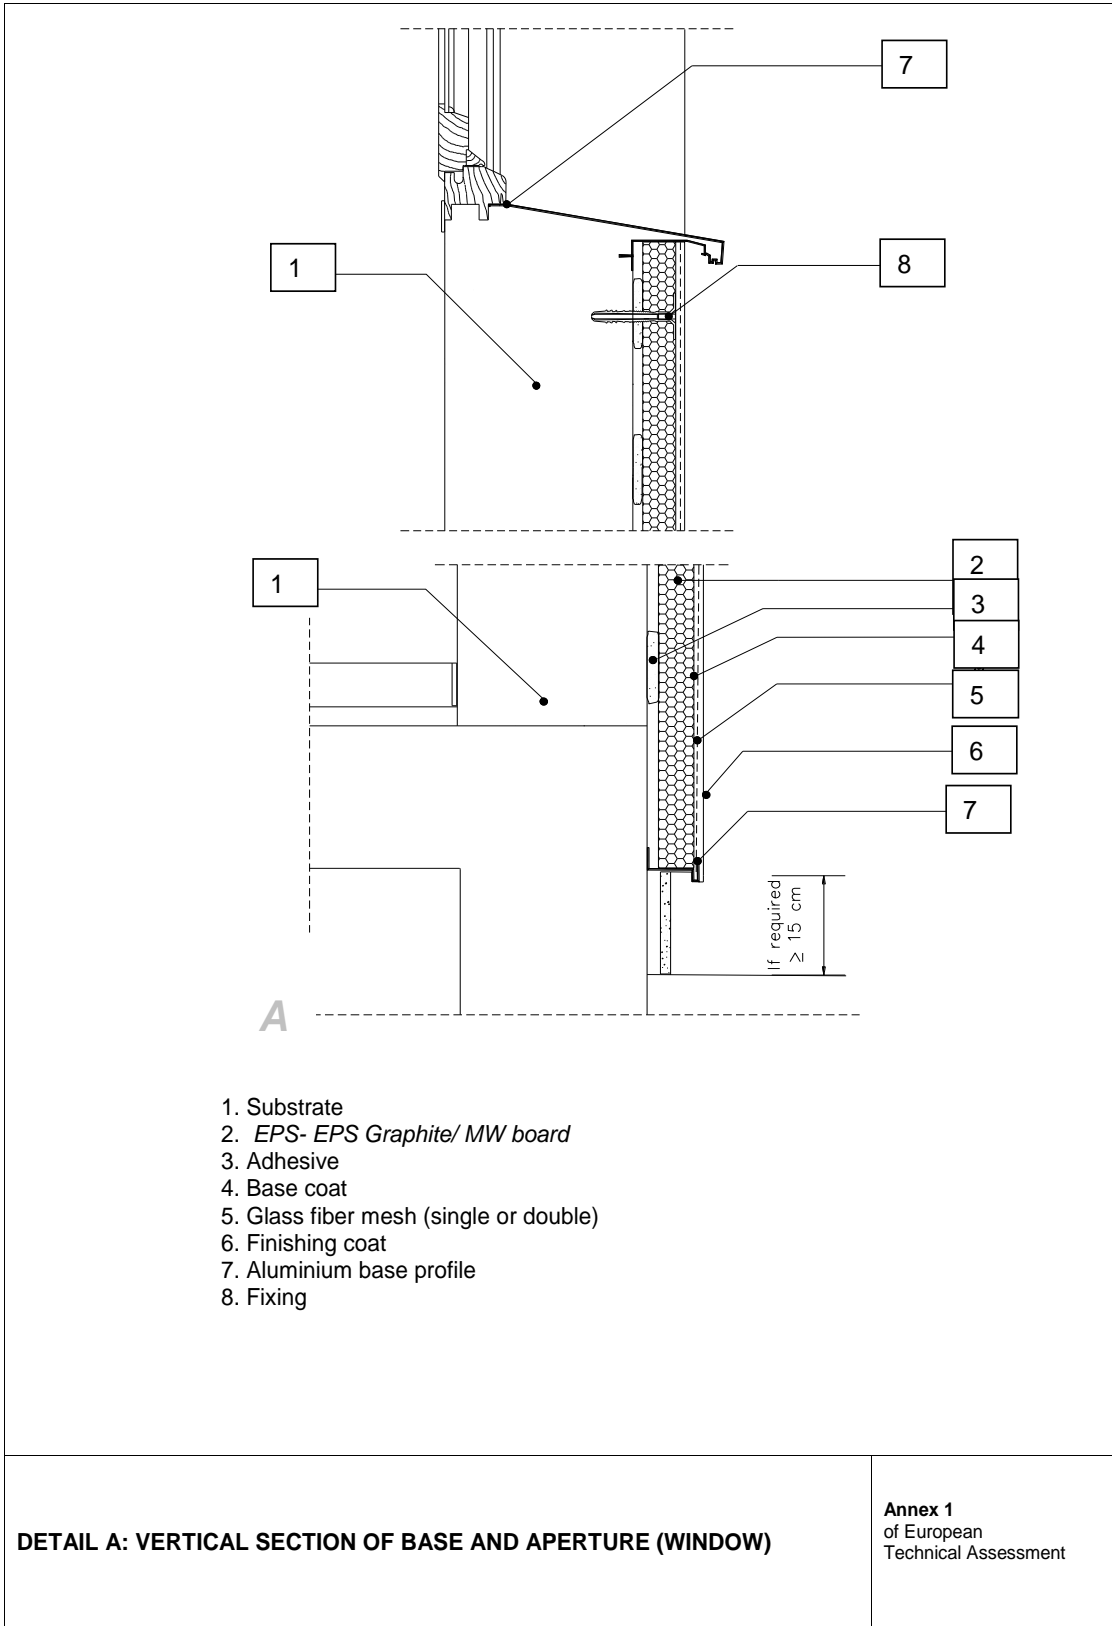 7
1
8
1
2
3
4
5
6
7
If required
≥ 15 cm
A
1. Substrate
2. EPS- EPS Graphite/ MW board
3. Adhesive
4. Base coat
5. Glass fiber mesh (single or double)
6. Finishing coat
7. Aluminium base profile
8. Fixing
DETAIL A: VERTICAL SECTION OF BASE AND APERTURE (WINDOW)
Annex 1
of European
Technical Assessment